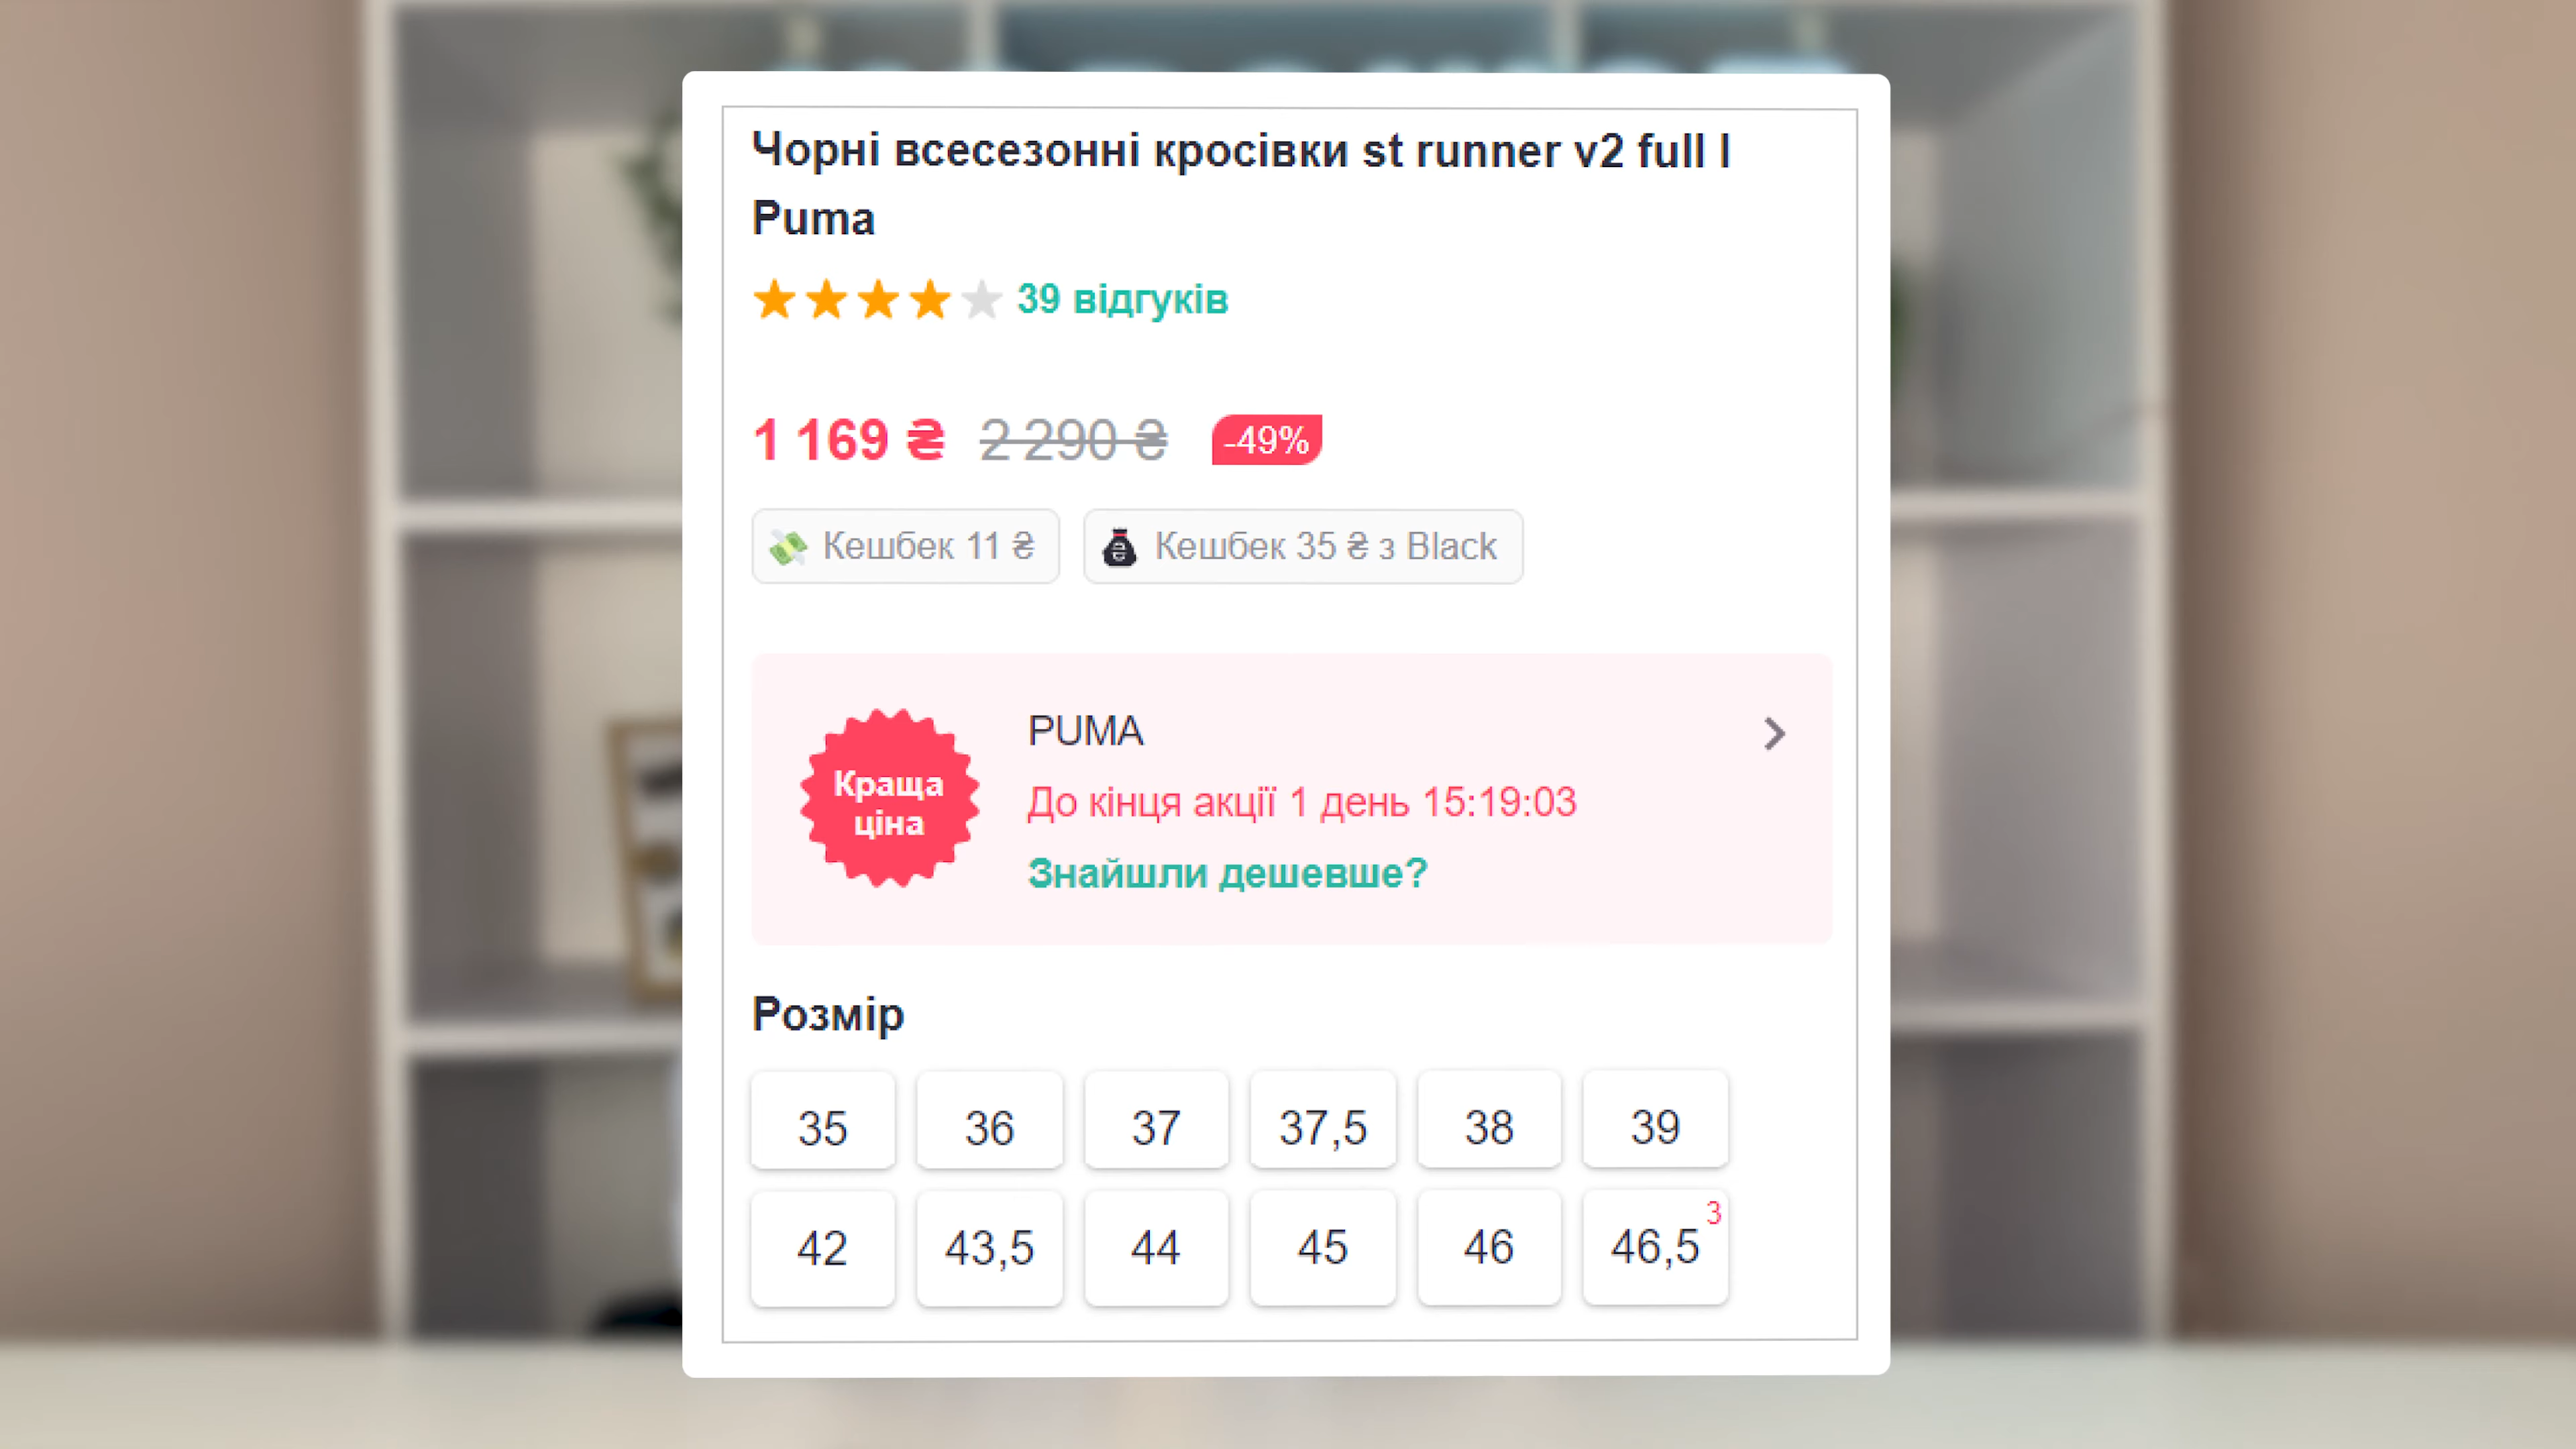 Чорні всесезонні кросівки st runner v2 full l
Puma
39 відгуків
1 169 ₴ 2 290 ₴ -49%
Кешбек 11 ₴ Кешбек 35 ₴ з Black
Краща
ціна
PUMA
До кінця акції 1 день 15:19:03
Знайшли дешевше?
Розмір
35 36 37 37,5 38 39
42 43,5 44 45 46 46,5 3